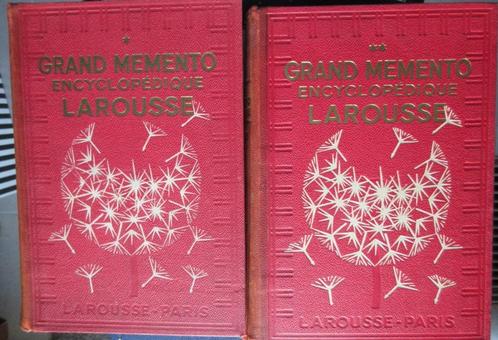 *
GRAND MEMENTO
ENCYCLOPÉDIQUE
LAROUSSE
LAROUSSE-PARIS
**
GRAND MEMENTO
ENCYCLOPÉDIQUE
LAROUSSE
LAROUSSE-PARIS